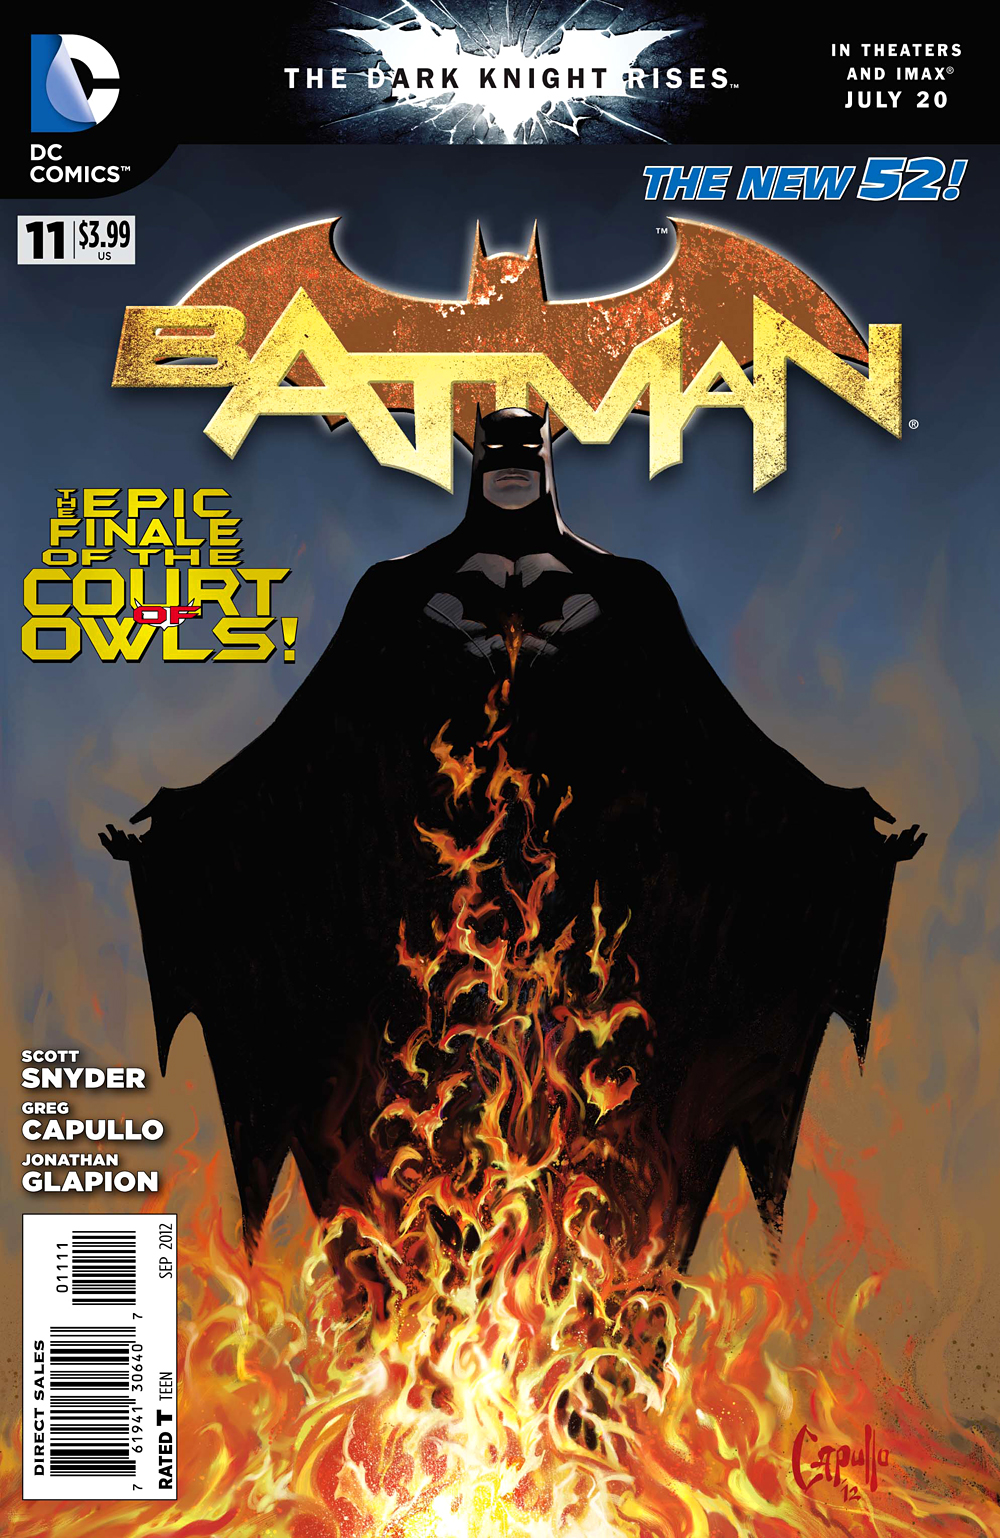 THE DARK KNIGHT RISES™
IN THEATERS
AND IMAX®
JULY 20
DC
COMICS™
THE NEW 52!
11 $3.99
US
™
BATMAN®
THE EPIC
FINALE
OF THE
COURT
OF
OWLS!
SCOTT
SNYDER
GREG
CAPULLO
JONATHAN
GLAPION
01111
7 61941 30640 7
DIRECT SALES
RATED T TEEN SEP 2012
Capullo
12